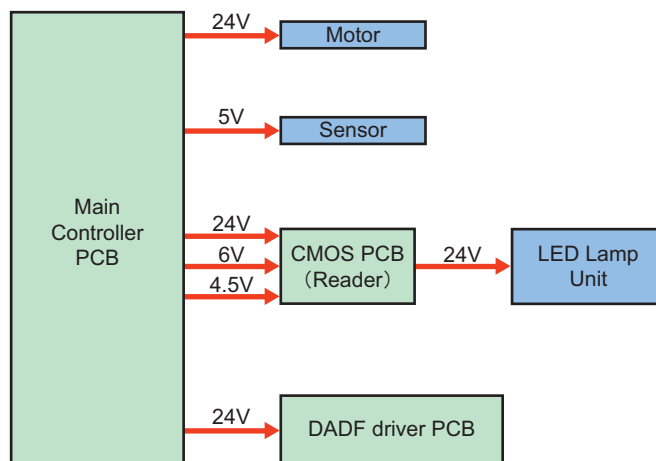 24V
Motor
5V
Sensor
Main
Controller
PCB
24V
6V
4.5V
CMOS PCB
（Reader）
24V
LED Lamp
Unit
24V
DADF driver PCB